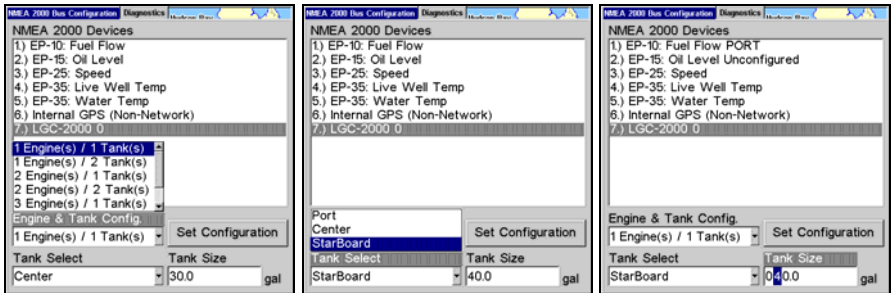 NMEA 2000 Bus Configuration Diagnostics
NMEA 2000 Devices
1.) EP-10: Fuel Flow
2.) EP-15: Oil Level
3.) EP-25: Speed
4.) EP-35: Live Well Temp
5.) EP-35: Water Temp
6.) Internal GPS (Non-Network)
7.) LGC-2000 0
1 Engine(s) / 1 Tank(s)
1 Engine(s) / 2 Tank(s)
2 Engine(s) / 1 Tank(s)
2 Engine(s) / 2 Tank(s)
3 Engine(s) / 1 Tank(s)
Engine & Tank Config.
1 Engine(s) / 1 Tank(s) Set Configuration
Tank Select Tank Size
Center 30.0 gal
NMEA 2000 Bus Configuration Diagnostics
NMEA 2000 Devices
1.) EP-10: Fuel Flow
2.) EP-15: Oil Level
3.) EP-25: Speed
4.) EP-35: Live Well Temp
5.) EP-35: Water Temp
6.) Internal GPS (Non-Network)
7.) LGC-2000 0
Port
Center
StarBoard
Set Configuration
Tank Select Tank Size
StarBoard 40.0 gal
NMEA 2000 Bus Configuration Diagnostics
NMEA 2000 Devices
1.) EP-10: Fuel Flow PORT
2.) EP-15: Oil Level Unconfigured
3.) EP-25: Speed
4.) EP-35: Live Well Temp
5.) EP-35: Water Temp
6.) Internal GPS (Non-Network)
7.) LGC-2000 0
Engine & Tank Config.
1 Engine(s) / 1 Tank(s) Set Configuration
Tank Select Tank Size
StarBoard 040.0 gal